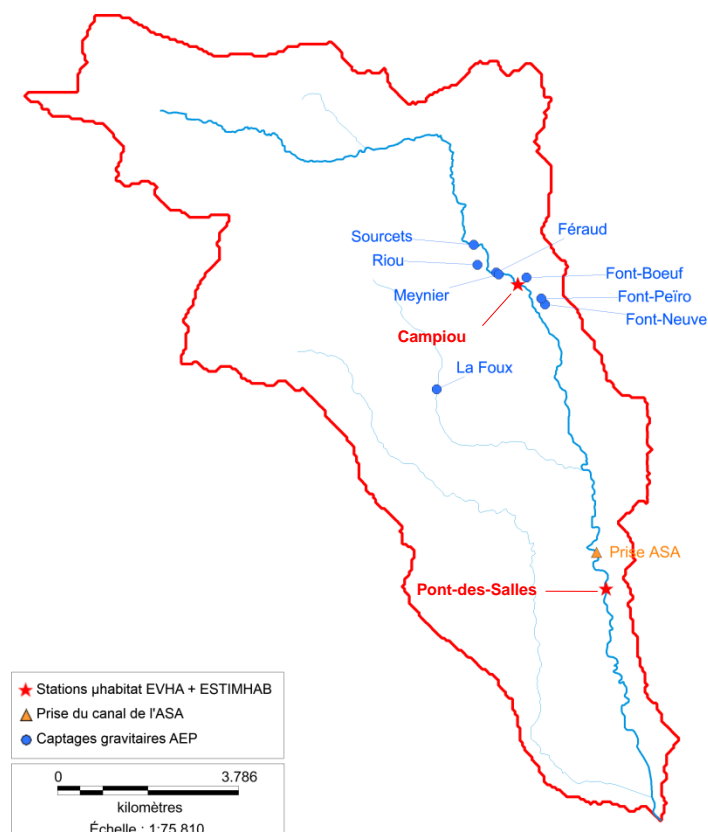 Sourcets
Féraud
Riou
Font-Boeuf
Meynier
Font-Peïro
Font-Neuve
Campiou
La Foux
Prise ASA
Pont-des-Salles
Stations µhabitat EVHA + ESTIMHAB
Prise du canal de l'ASA
Captages gravitaires AEP
0 3.786
kilomètres
Échelle : 1:75 810